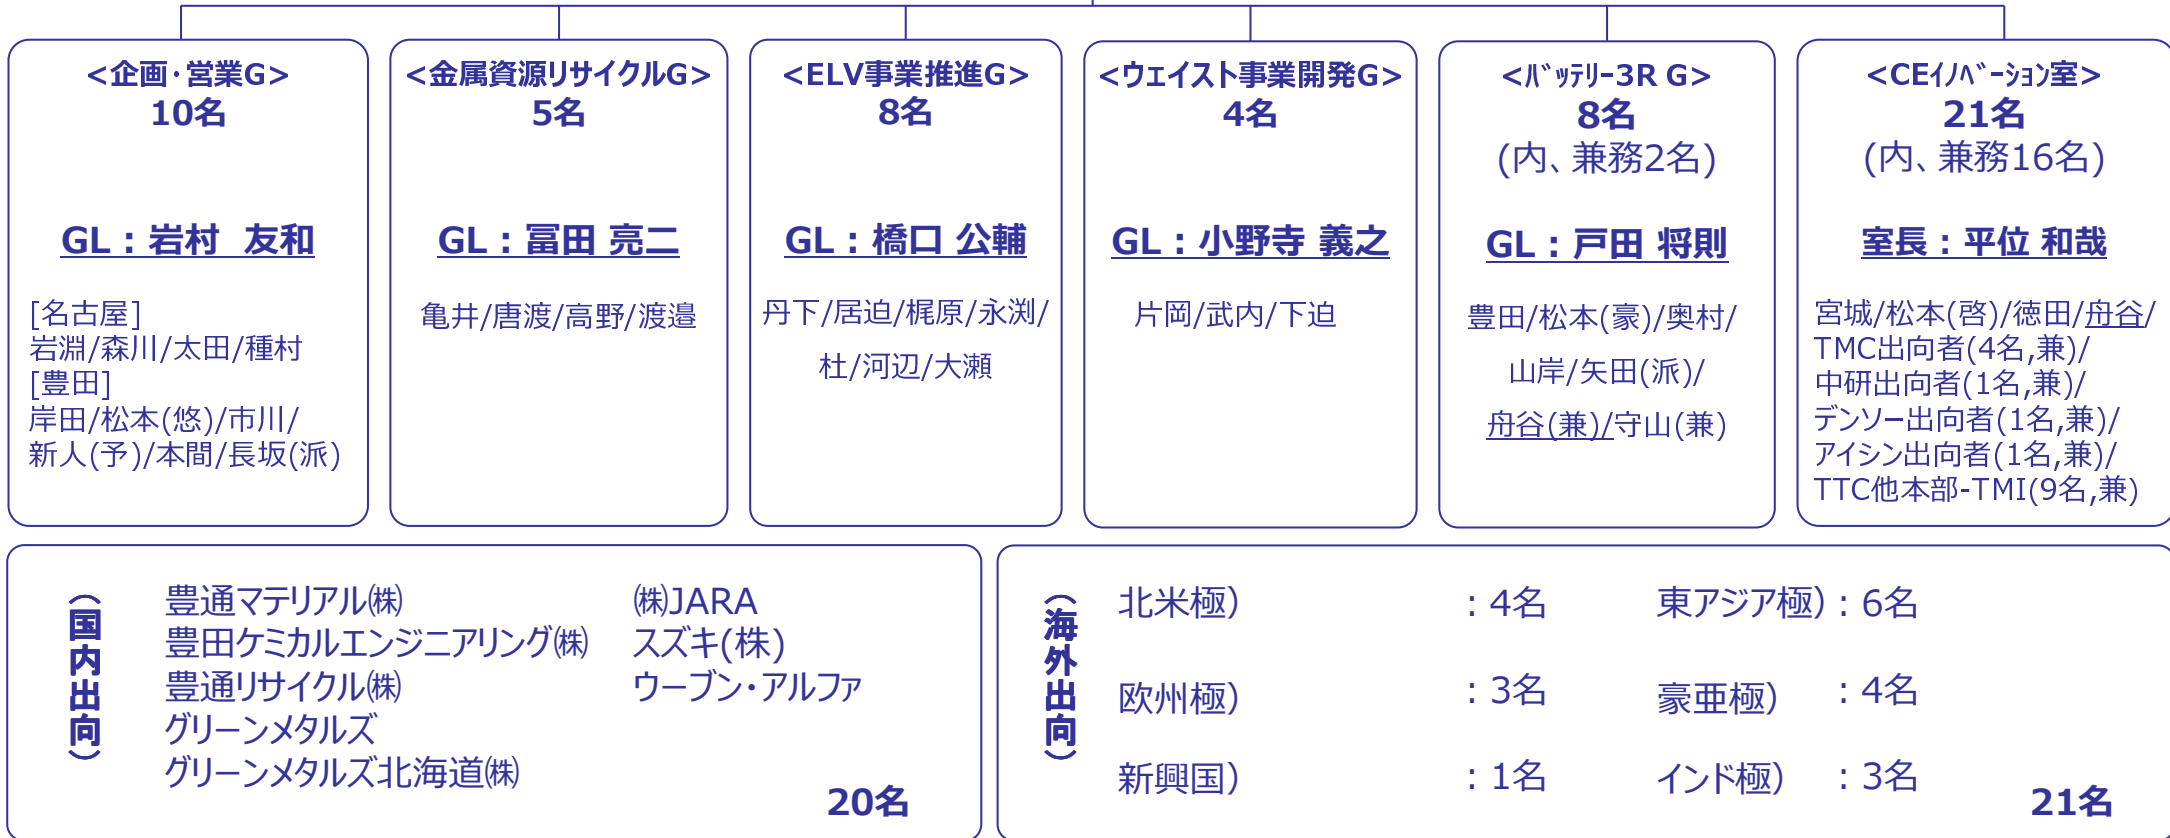 <企画･営業G>
10名
GL：岩村　友和
[名古屋]
岩淵/森川/太田/種村
[豊田]
岸田/松本(悠)/市川/
新人(予)/本間/長坂(派)
<金属資源リサイクルG>
5名
GL：冨田 亮二
亀井/唐渡/高野/渡邉
<ELV事業推進G>
8名
GL：橋口 公輔
丹下/居迫/梶原/永渕/
杜/河辺/大瀬
<ウェイスト事業開発G>
4名
GL：小野寺 義之
片岡/武内/下迫
<ﾊﾞｯﾃﾘｰ3R G>
8名
(内、兼務2名)
GL：戸田 将則
豊田/松本(豪)/奥村/
山岸/矢田(派)/
舟谷(兼)/守山(兼)
<CEｲﾉﾍﾞｰｼｮﾝ室>
21名
(内、兼務16名)
室長：平位 和哉
宮城/松本(啓)/徳田/舟谷/
TMC出向者(4名,兼)/
中研出向者(1名,兼)/
デンソー出向者(1名,兼)/
アイシン出向者(1名,兼)/
TTC他本部-TMI(9名,兼)
（国内出向）
豊通マテリアル㈱
豊田ケミカルエンジニアリング㈱
豊通リサイクル㈱
グリーンメタルズ
グリーンメタルズ北海道㈱
㈱JARA
スズキ(株)
ウーブン・アルファ
20名
（海外出向）
北米極）：4名
欧州極）：3名
新興国）：1名
東アジア極）：6名
豪亜極）：4名
インド極）：3名
21名